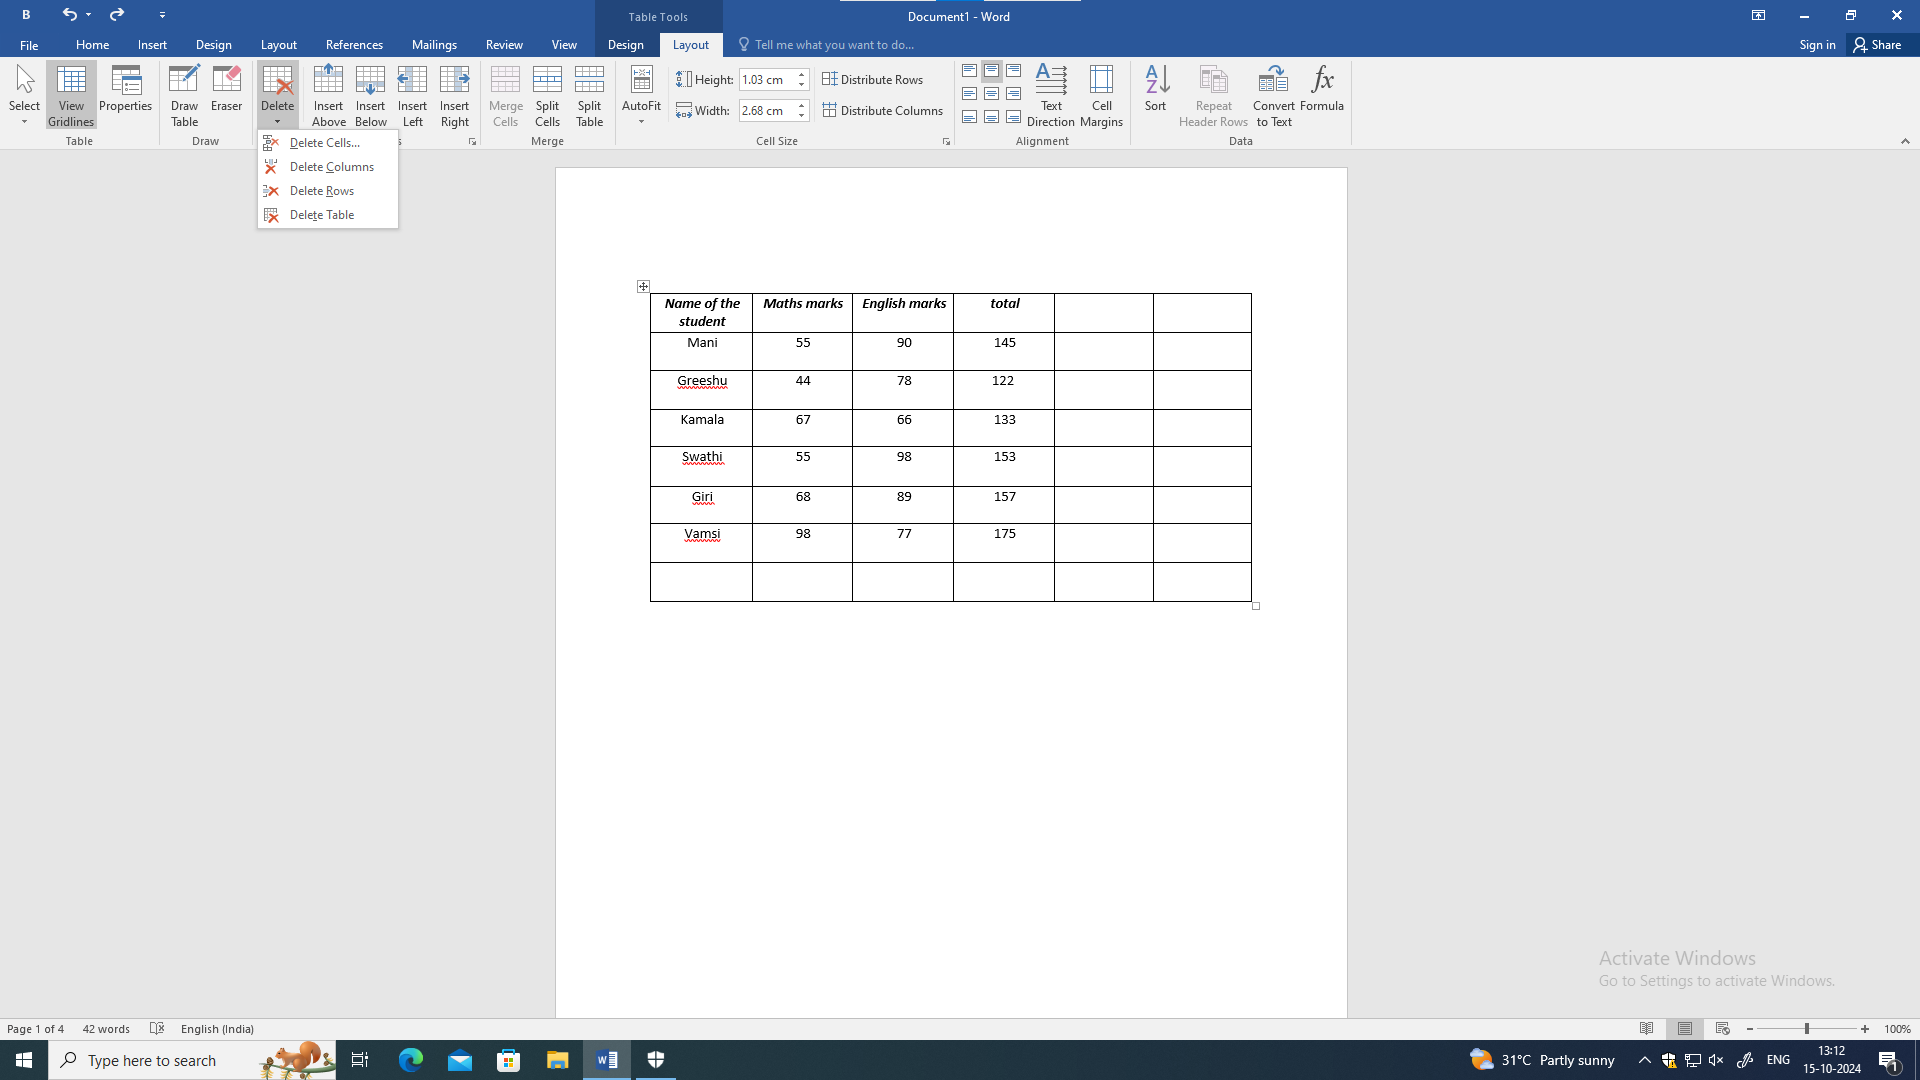 B
Table Tools
Document1 - Word
File Home Insert Design Layout References Mailings Review View Design Layout Tell me what you want to do... Sign in Share
Select
View Gridlines
Properties
Draw Table
Eraser
Delete
Insert Above
Insert Below
Insert Left
Insert Right
Merge Cells
Split Cells
Split Table
AutoFit
Height: 1.03 cm
Width: 2.68 cm
Distribute Rows
Distribute Columns
Text Direction
Cell Margins
Sort
Repeat Header Rows
Convert to Text
Formula
Table Draw s Merge Cell Size Alignment Data
Delete Cells...
Delete Columns
Delete Rows
Delete Table
Name of the student Maths marks English marks total
Mani 55 90 145
Greeshu 44 78 122
Kamala 67 66 133
Swathi 55 98 153
Giri 68 89 157
Vamsi 98 77 175
Activate Windows
Go to Settings to activate Windows.
Page 1 of 4 42 words English (India) 100%
Type here to search
31°C Partly sunny
ENG
13:12
15-10-2024
1